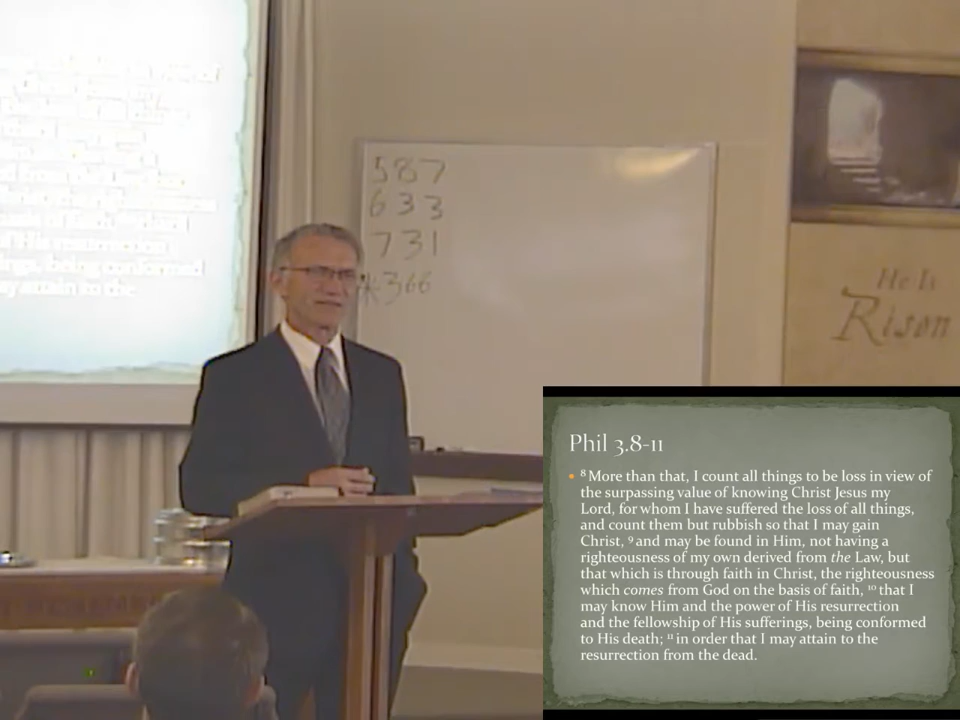 being conformed
attain to the
587
633
731
*366
He Is
Risen
Phil 3.8-11
• ⁸ More than that, I count all things to be loss in view of
the surpassing value of knowing Christ Jesus my
Lord, for whom I have suffered the loss of all things,
and count them but rubbish so that I may gain
Christ, ⁹ and may be found in Him, not having a
righteousness of my own derived from the Law, but
that which is through faith in Christ, the righteousness
which comes from God on the basis of faith, ¹⁰ that I
may know Him and the power of His resurrection
and the fellowship of His sufferings, being conformed
to His death; ¹¹ in order that I may attain to the
resurrection from the dead.